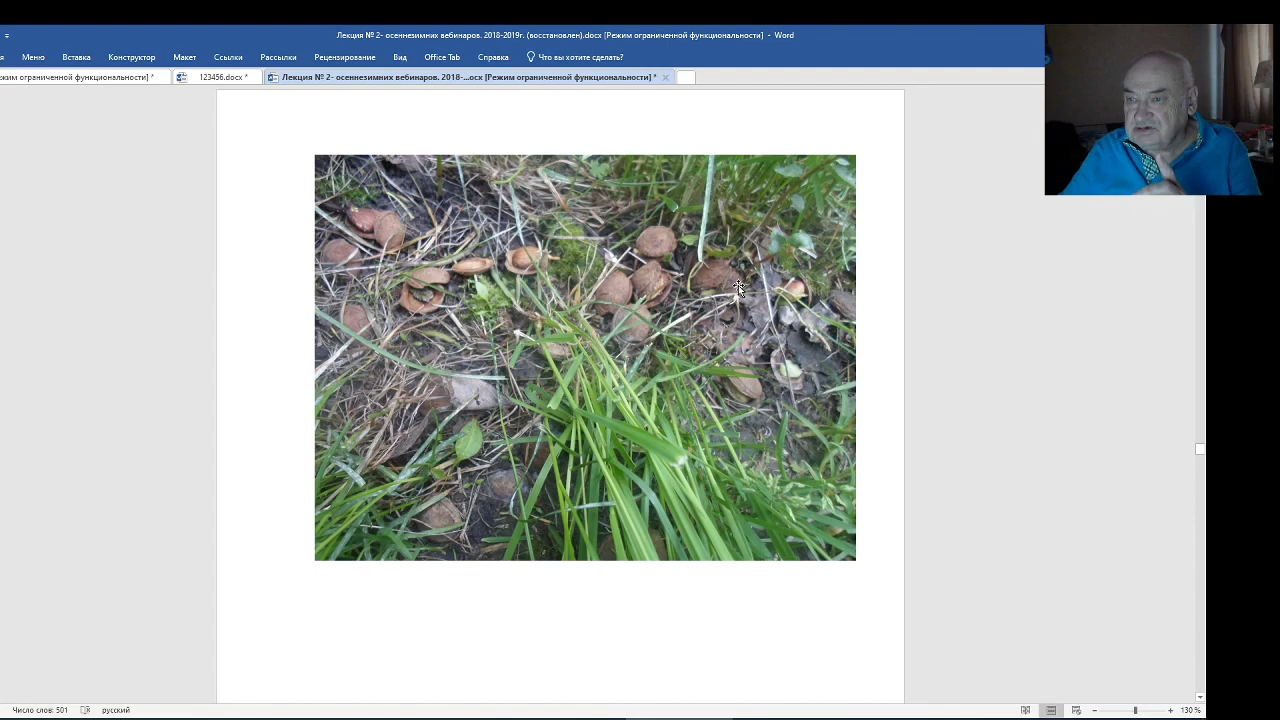 Лекция № 2- осеннезимних вебинаров. 2018-2019г. (восстановлен).docx [Режим ограниченной функциональности] - Word
Меню Вставка Конструктор Макет Ссылки Рассылки Рецензирование Вид Office Tab Справка Что вы хотите сделать?
ограниченной функциональности] * 123456.docx * Лекция № 2- осеннезимних вебинаров. 2018-...ocx [Режим ограниченной функциональности] *
Число слов: 501 русский 130 %